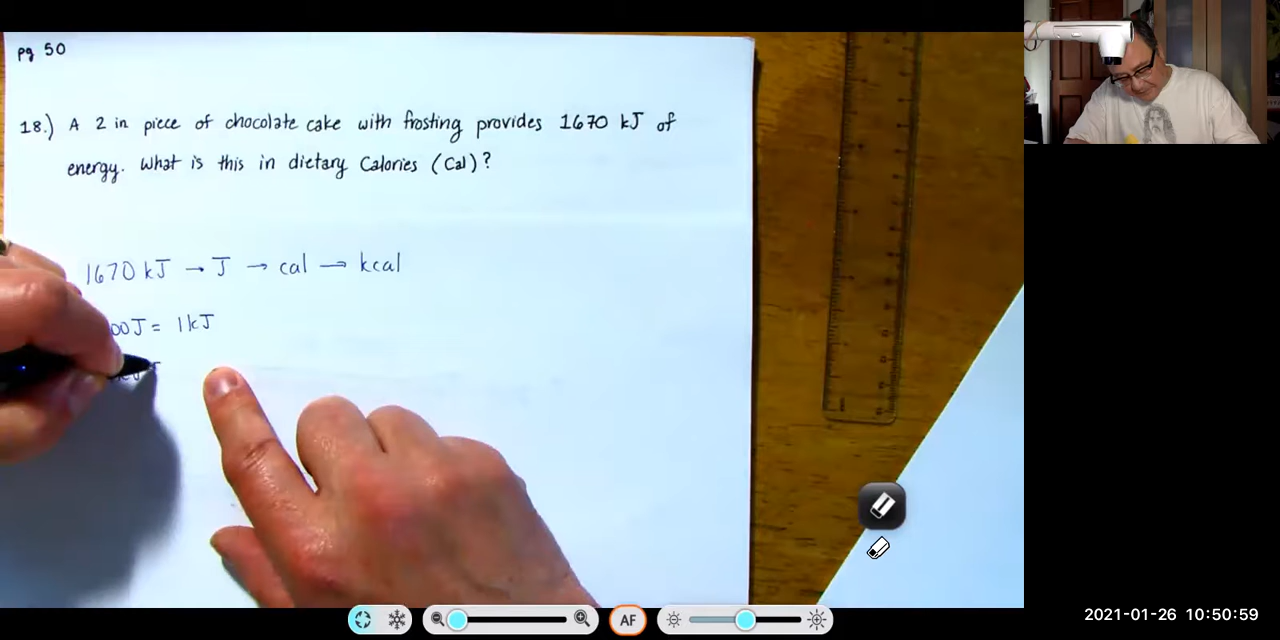 pg 50
18.) A 2 in piece of chocolate cake with frosting provides 1670 kJ of
energy. What is this in dietary Calories (Cal)?
1670 kJ → J → cal → kcal
00J = 1kJ
AF
2021-01-26 10:50:59